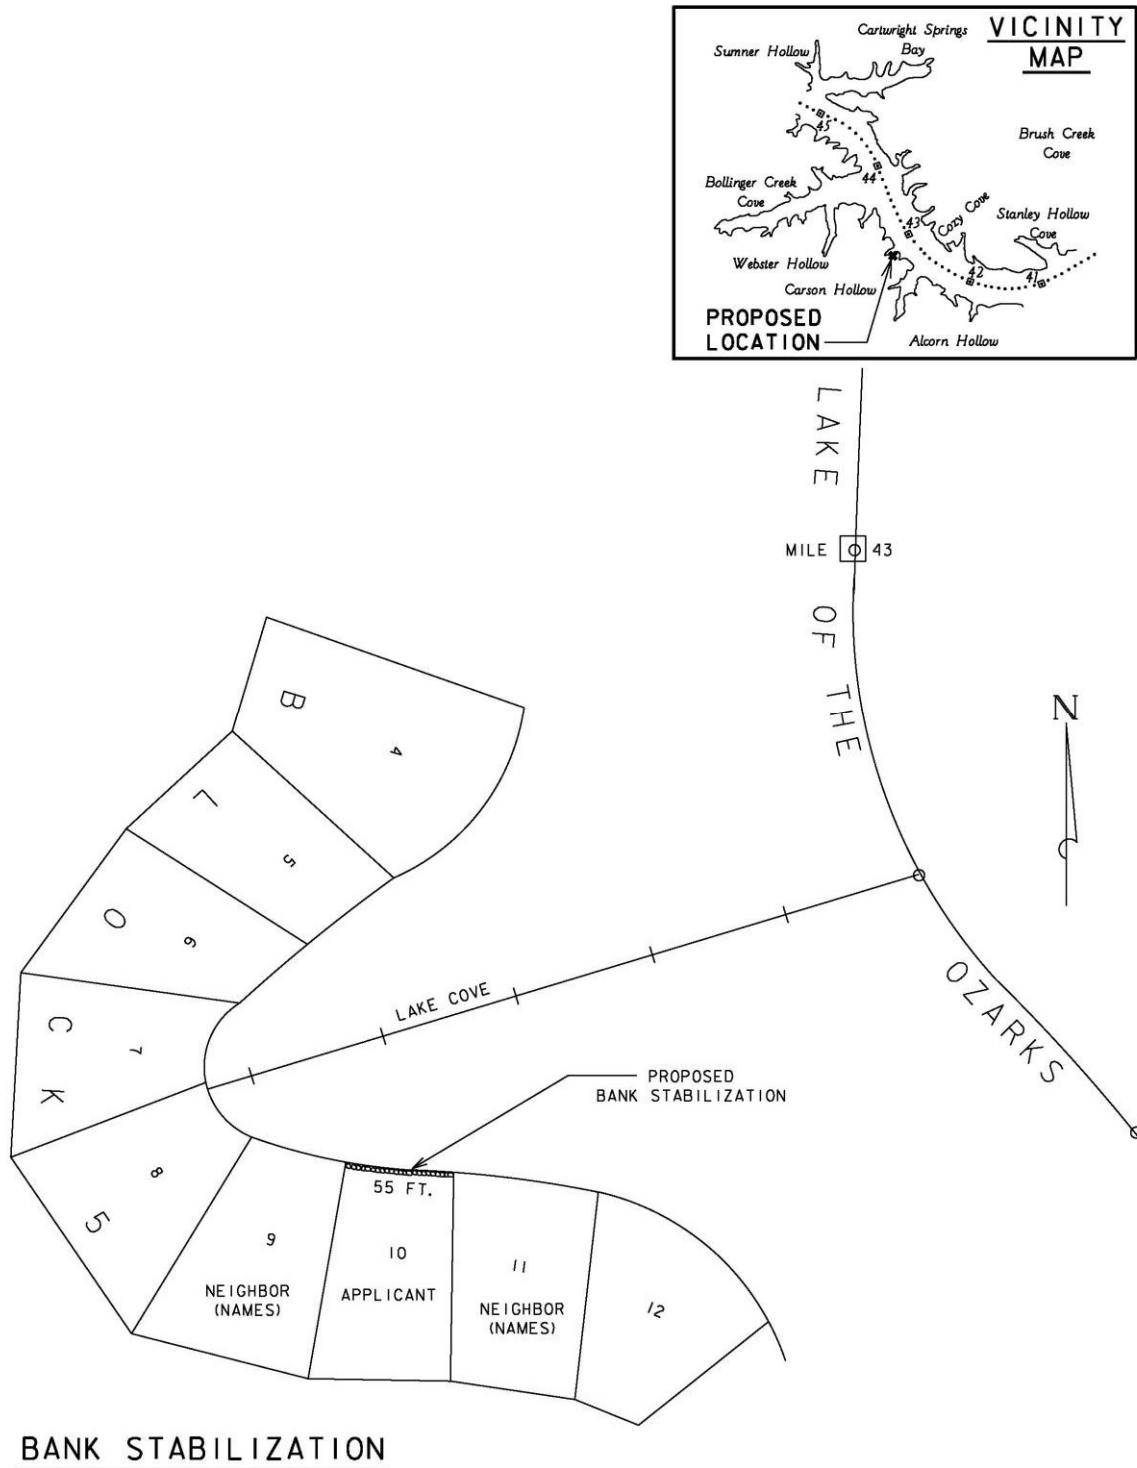 VICINITY
MAP
Cartwright Springs
Bay
Sumner Hollow
45
Brush Creek
Cove
44
Bollinger Creek
Cove
Cozy Cove
Stanley Hollow
Cove
43
Webster Hollow
42
41
Carson Hollow
PROPOSED
LOCATION
Alcorn Hollow
LAKE OF THE OZARKS
MILE 43
N
BLOCK 5
4
5
6
7
8
LAKE COVE
PROPOSED
BANK STABILIZATION
55 FT.
9
NEIGHBOR
(NAMES)
10
APPLICANT
11
NEIGHBOR
(NAMES)
12
BANK STABILIZATION